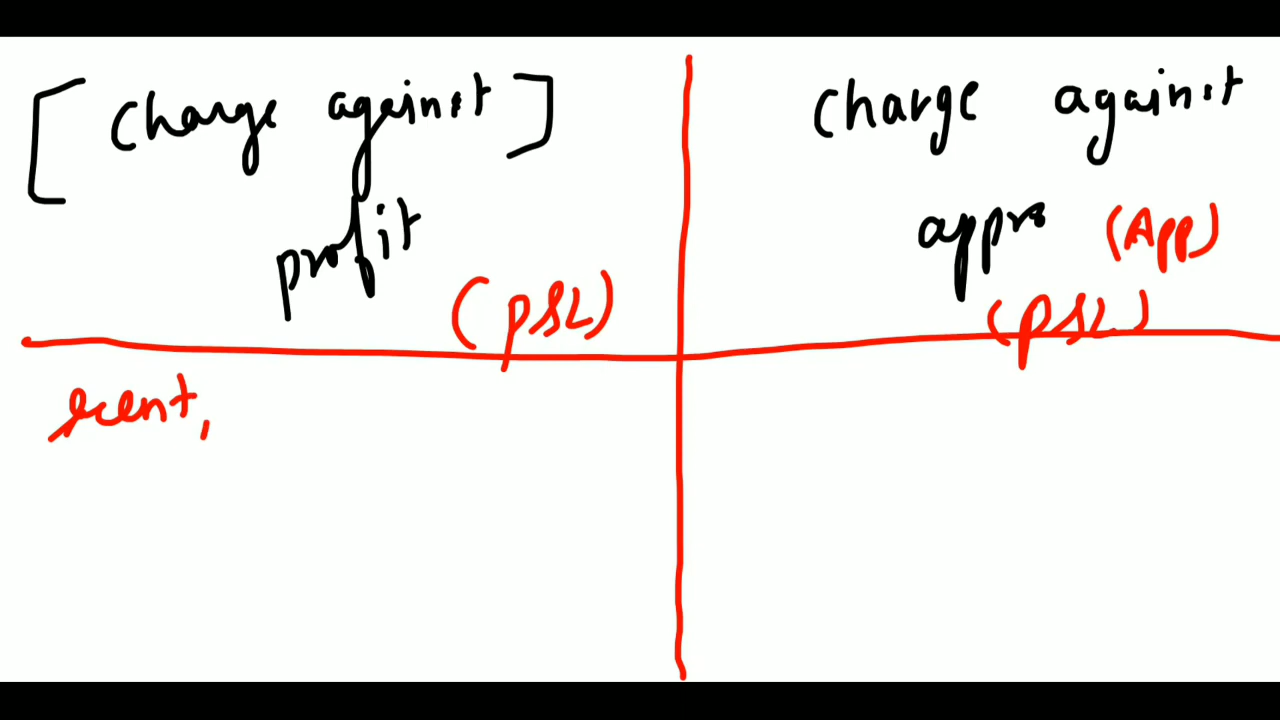 [ Charge against ]
profit
(P&L)
Charge against
appro (App)
(P&L)
rent,